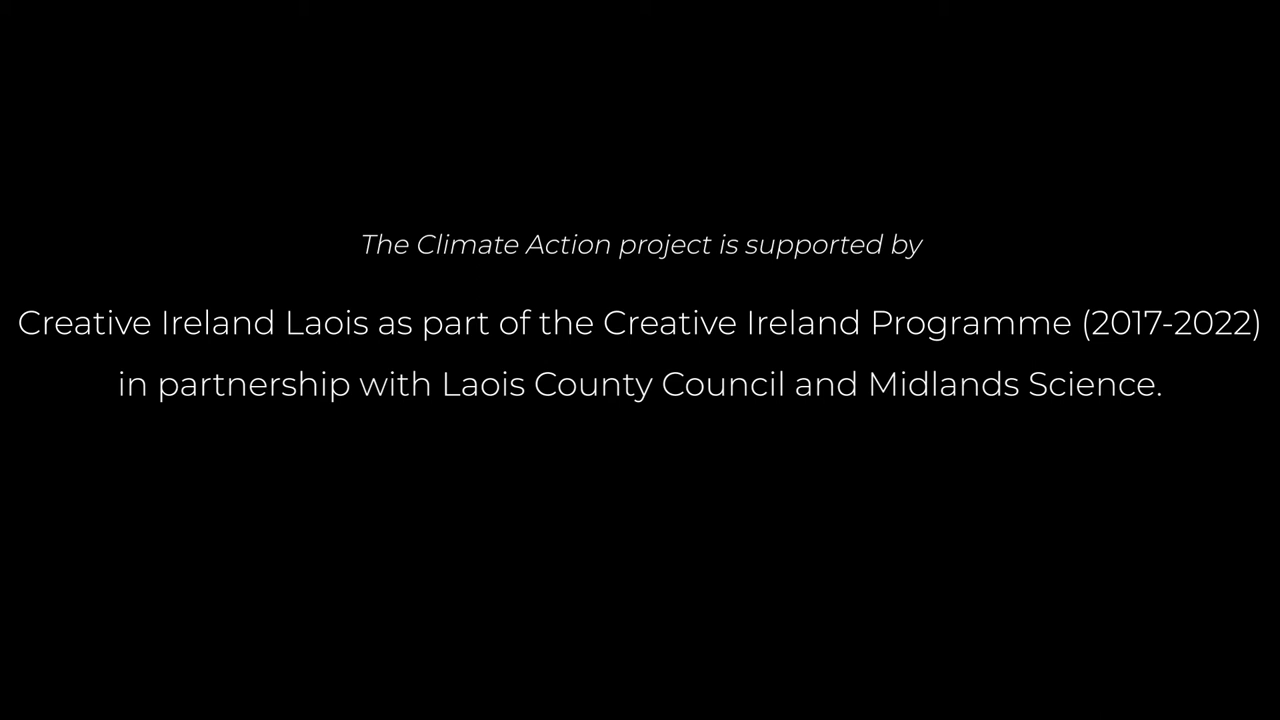 The Climate Action project is supported by
Creative Ireland Laois as part of the Creative Ireland Programme (2017-2022)
in partnership with Laois County Council and Midlands Science.